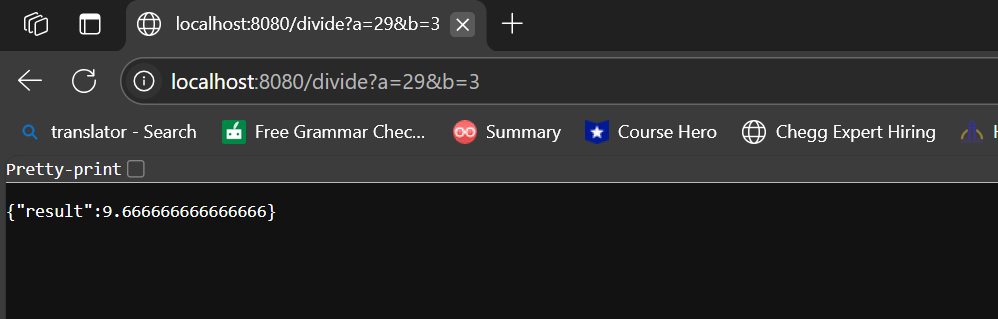 localhost:8080/divide?a=29&b=3
localhost:8080/divide?a=29&b=3
translator - Search Free Grammar Chec... Summary Course Hero Chegg Expert Hiring H
Pretty-print
{"result":9.666666666666666}